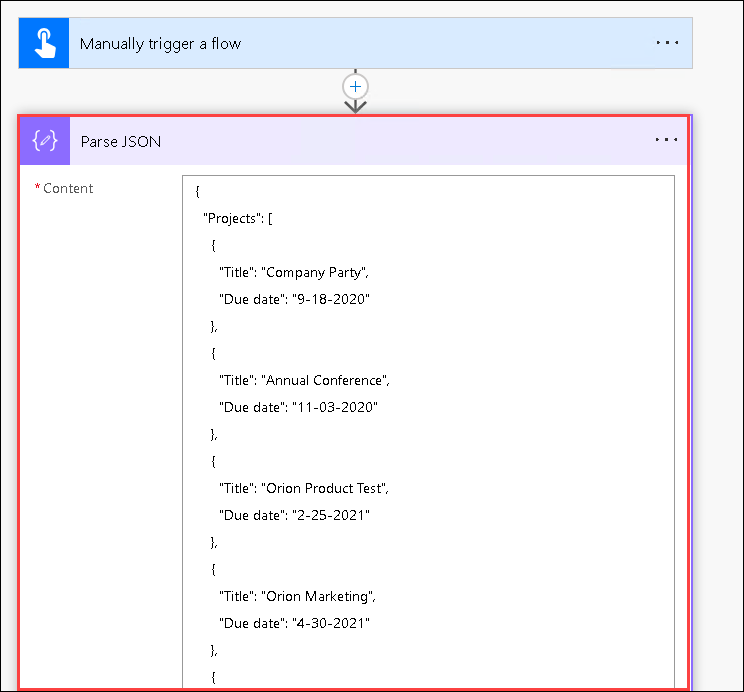 Manually trigger a flow
Parse JSON
* Content
{
"Projects": [
{
"Title": "Company Party",
"Due date": "9-18-2020"
},
{
"Title": "Annual Conference",
"Due date": "11-03-2020"
},
{
"Title": "Orion Product Test",
"Due date": "2-25-2021"
},
{
"Title": "Orion Marketing",
"Due date": "4-30-2021"
},
{